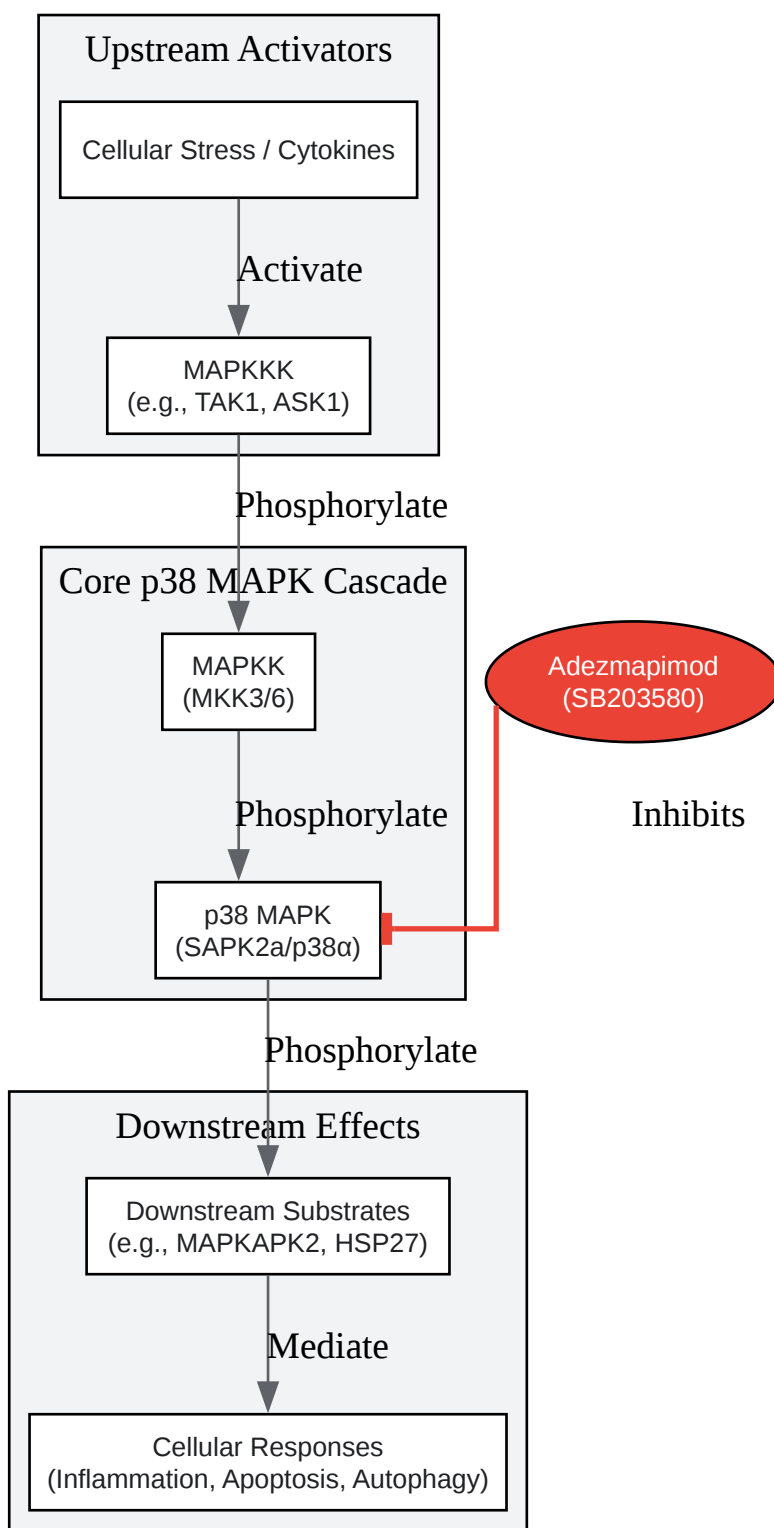 Upstream Activators
Cellular Stress / Cytokines
Activate
MAPKKK
(e.g., TAK1, ASK1)
Phosphorylate
Core p38 MAPK Cascade
MAPKK
(MKK3/6)
Adezmapimod
(SB203580)
Phosphorylate
Inhibits
p38 MAPK
(SAPK2a/p38α)
Phosphorylate
Downstream Effects
Downstream Substrates
(e.g., MAPKAPK2, HSP27)
Mediate
Cellular Responses
(Inflammation, Apoptosis, Autophagy)